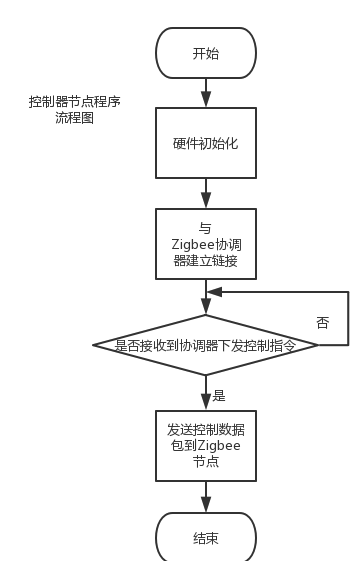 开始
控制器节点程序
流程图
硬件初始化
与
Zigbee协调
器建立链接
否
是否接收到协调器下发控制指令
是
发送控制数据
包到Zigbee
节点
结束